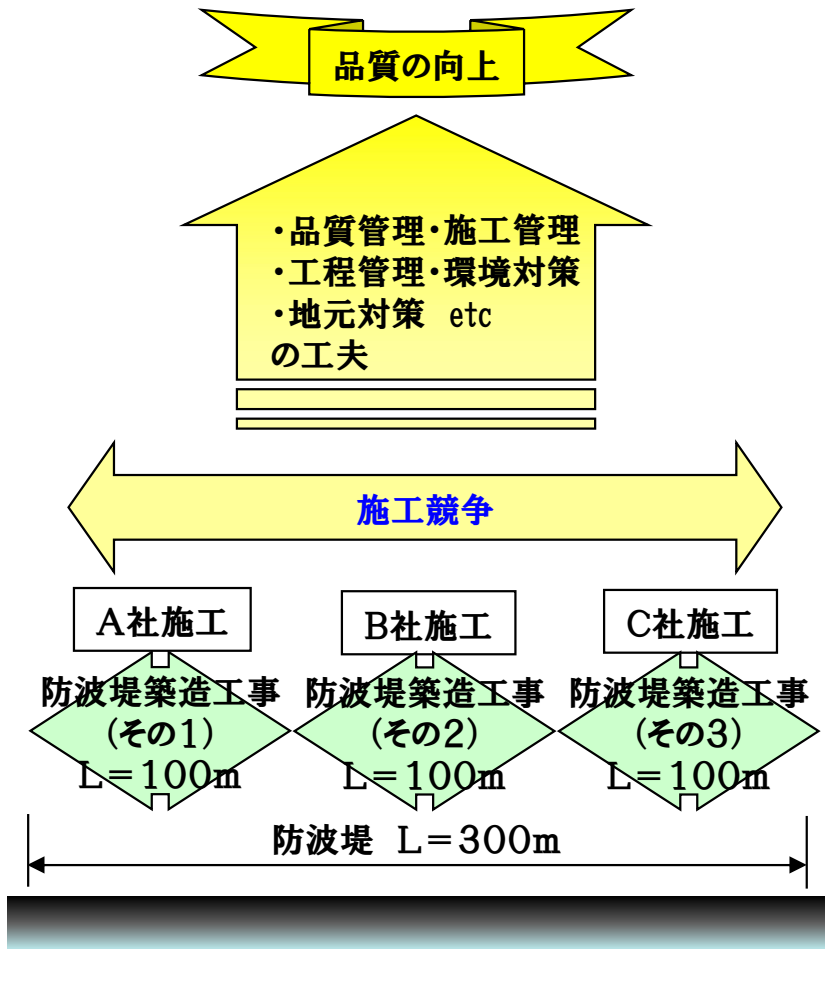 品質の向上
・品質管理・施工管理
・工程管理・環境対策
・地元対策 etc
の工夫
施工競争
A社施工
B社施工
C社施工
防波堤築造工事
(その1)
L=100m
防波堤築造工事
(その2)
L=100m
防波堤築造工事
(その3)
L=100m
防波堤 L=300m